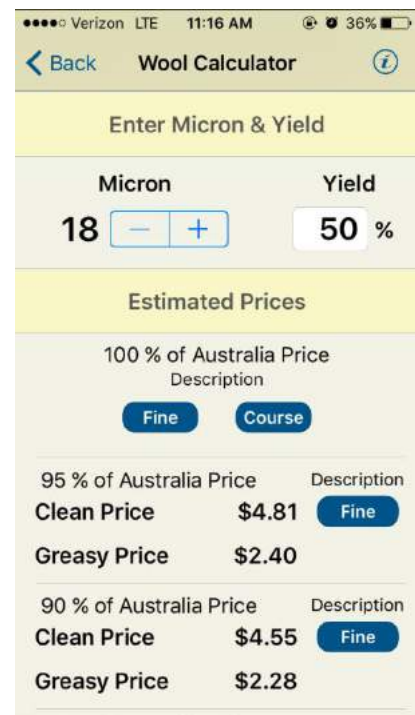 Verizon LTE 11:16 AM 36%
Back Wool Calculator i
Enter Micron & Yield
Micron Yield
18 − + 50 %
Estimated Prices
100 % of Australia Price
Description
Fine Course
95 % of Australia Price Description
Clean Price $4.81 Fine
Greasy Price $2.40
90 % of Australia Price Description
Clean Price $4.55 Fine
Greasy Price $2.28